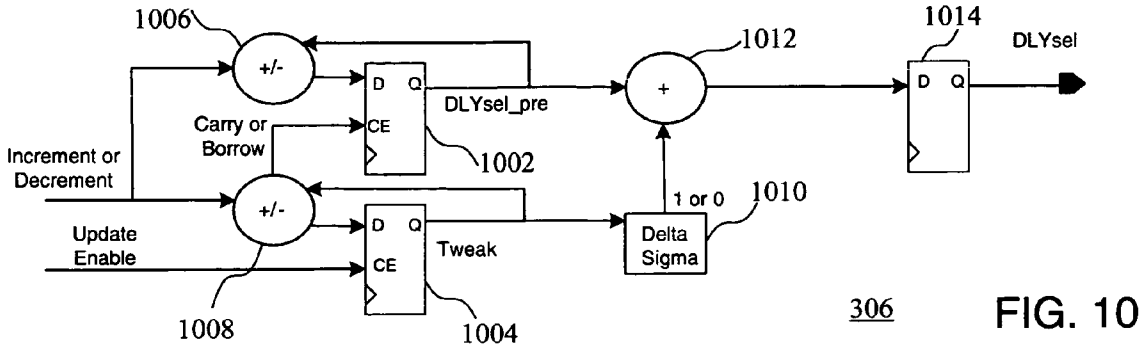 1006
+/-
D Q
CE
DLYsel_pre
1002
Carry or
Borrow
Increment or
Decrement
+/-
1008
Update
Enable
D Q
CE
Tweak
1004
1012
+
1 or 0
1010
Delta
Sigma
1014
D Q
DLYsel
306
FIG. 10